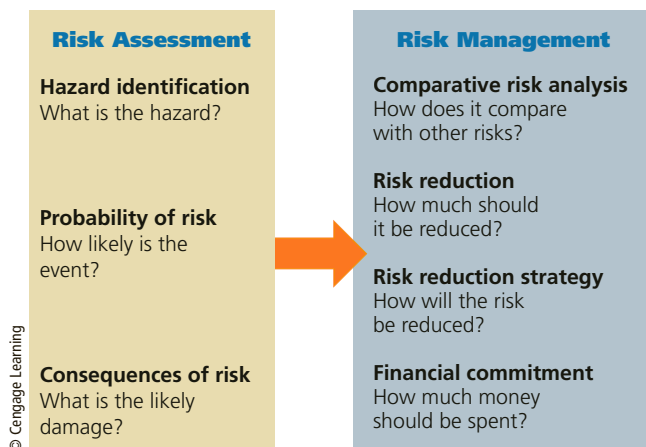 Risk Assessment
Hazard identification
What is the hazard?
Probability of risk
How likely is the
event?
Consequences of risk
What is the likely
damage?
Risk Management
Comparative risk analysis
How does it compare
with other risks?
Risk reduction
How much should
it be reduced?
Risk reduction strategy
How will the risk
be reduced?
Financial commitment
How much money
should be spent?
© Cengage Learning